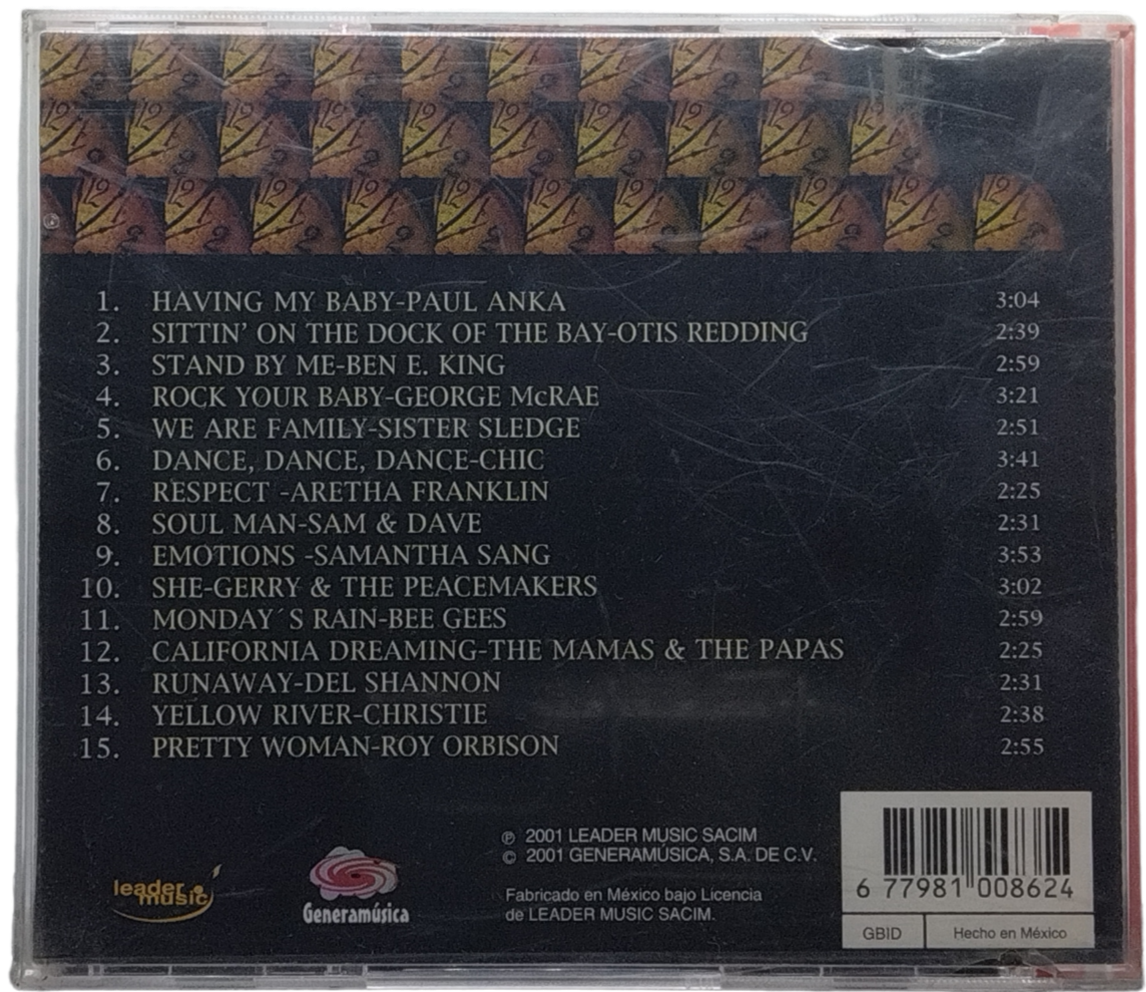 1. HAVING MY BABY-PAUL ANKA 3:04
2. SITTIN' ON THE DOCK OF THE BAY-OTIS REDDING 2:39
3. STAND BY ME-BEN E. KING 2:59
4. ROCK YOUR BABY-GEORGE McRAE 3:21
5. WE ARE FAMILY-SISTER SLEDGE 2:51
6. DANCE, DANCE, DANCE-CHIC 3:41
7. RESPECT -ARETHA FRANKLIN 2:25
8. SOUL MAN-SAM & DAVE 2:31
9. EMOTIONS -SAMANTHA SANG 3:53
10. SHE-GERRY & THE PEACEMAKERS 3:02
11. MONDAY´S RAIN-BEE GEES 2:59
12. CALIFORNIA DREAMING-THE MAMAS & THE PAPAS 2:25
13. RUNAWAY-DEL SHANNON 2:31
14. YELLOW RIVER-CHRISTIE 2:38
15. PRETTY WOMAN-ROY ORBISON 2:55
leader music
Generamúsica
℗ 2001 LEADER MUSIC SACIM
© 2001 GENERAMÚSICA, S.A. DE C.V.
Fabricado en México bajo Licencia
de LEADER MUSIC SACIM.
6 77981 008624
GBID Hecho en México